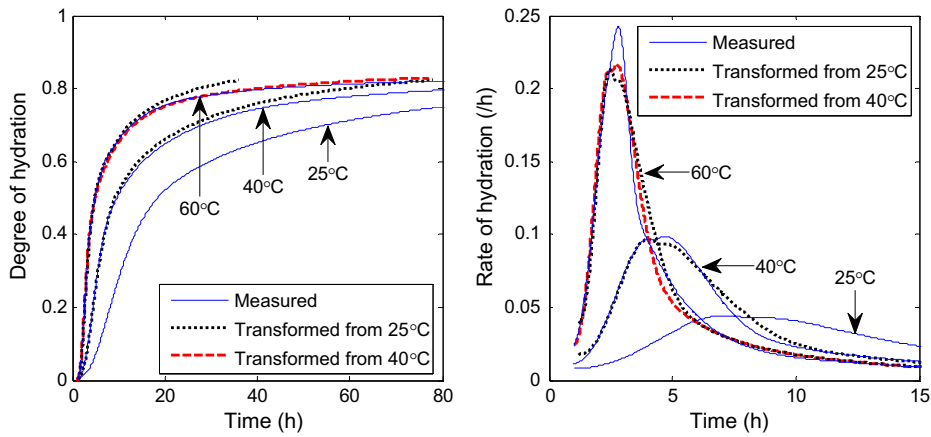 1
0.8
0.6
0.4
0.2
0
0 20 40 60 80
Degree of hydration
Time (h)
60°C
40°C
25°C
Measured
Transformed from 25°C
Transformed from 40°C
0.25
0.2
0.15
0.1
0.05
0
0 5 10 15
Rate of hydration (/h)
Time (h)
Measured
Transformed from 25°C
Transformed from 40°C
60°C
40°C
25°C